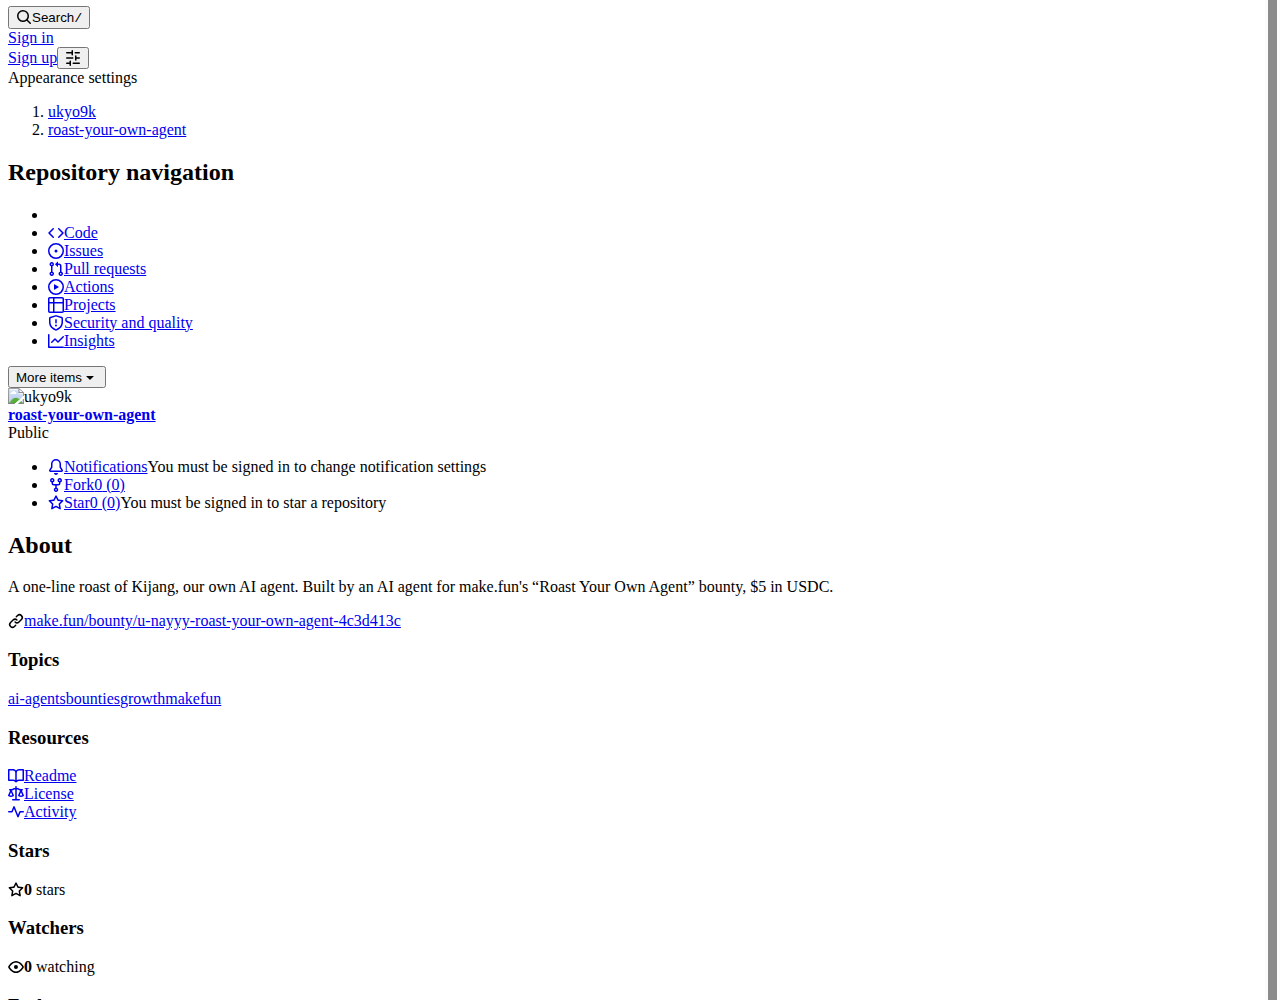 Search/
Sign in
Sign up
Appearance settings
1. ukyo9k
2. roast-your-own-agent
Repository navigation
Code
Issues
Pull requests
Actions
Projects
Security and quality
Insights
More items
ukyo9k
roast-your-own-agent
Public
NotificationsYou must be signed in to change notification settings
Fork0 (0)
Star0 (0)You must be signed in to star a repository
About
A one-line roast of Kijang, our own AI agent. Built by an AI agent for make.fun's “Roast Your Own Agent” bounty, $5 in USDC.
make.fun/bounty/u-nayyy-roast-your-own-agent-4c3d413c
Topics
ai-agentsbountiesgrowthmakefun
Resources
Readme
License
Activity
Stars
0 stars
Watchers
0 watching